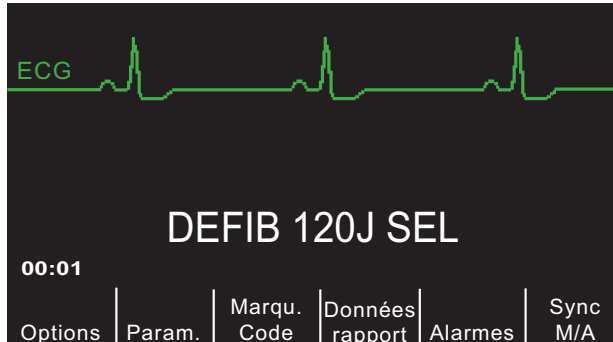 ECG
DEFIB 120J SEL
00:01
Options
Param.
Marqu.
Code
Données
rapport
Alarmes
Sync
M/A